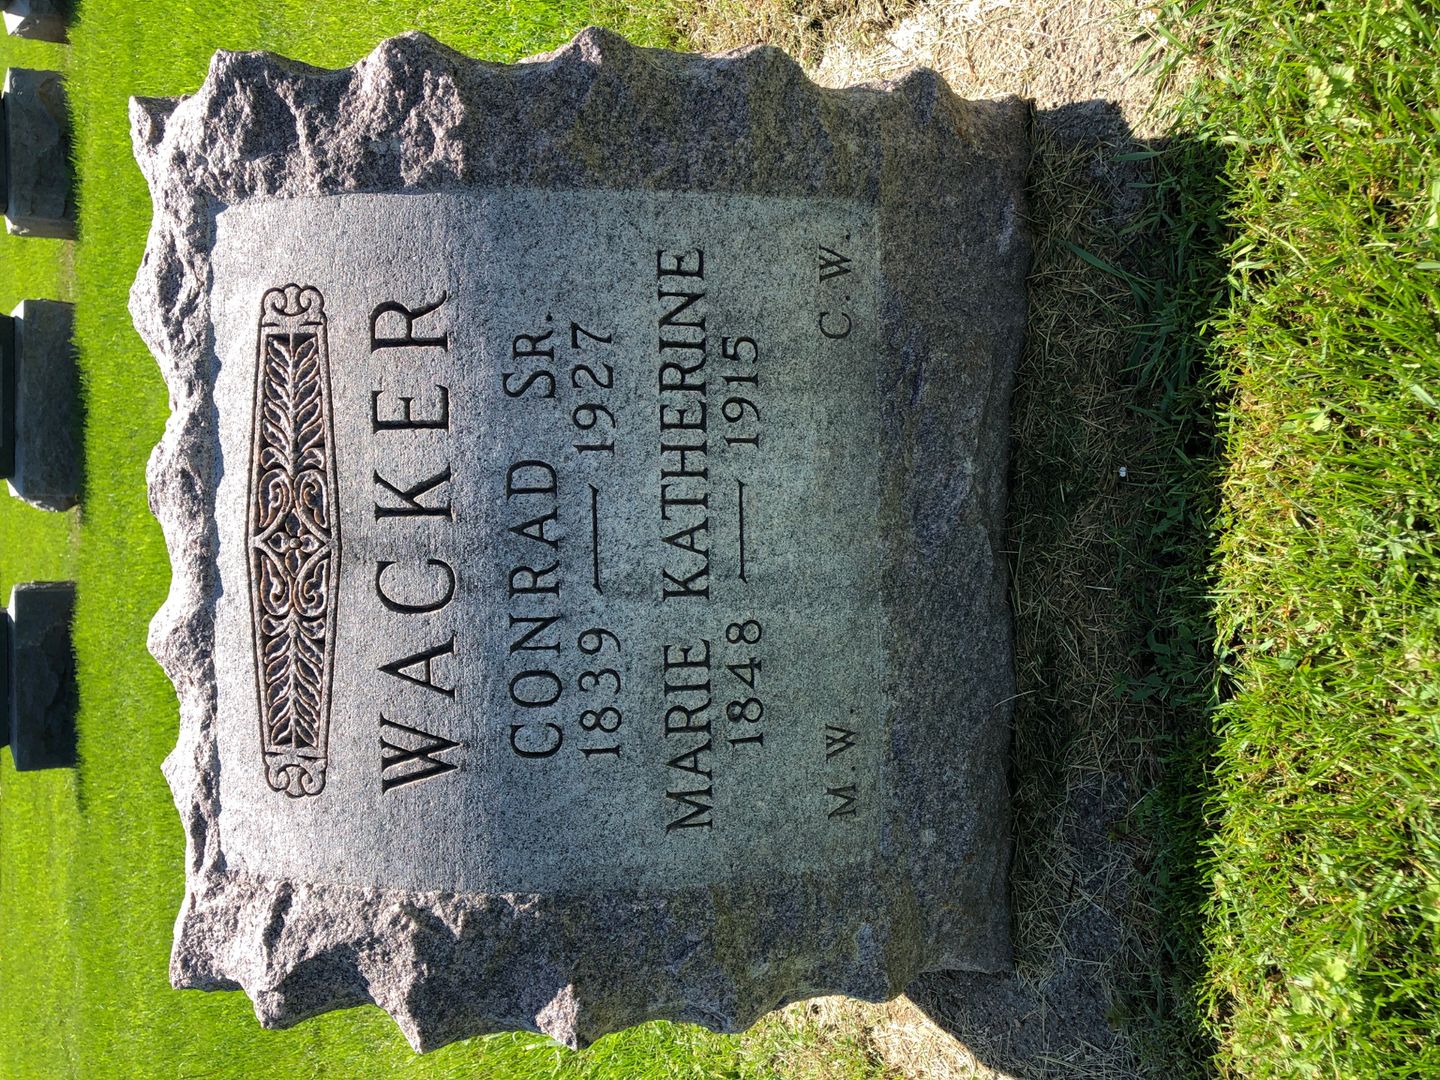 WACKER
CONRAD SR.
1839 — 1927
MARIE KATHERINE
1848 — 1915
M.W. C.W.